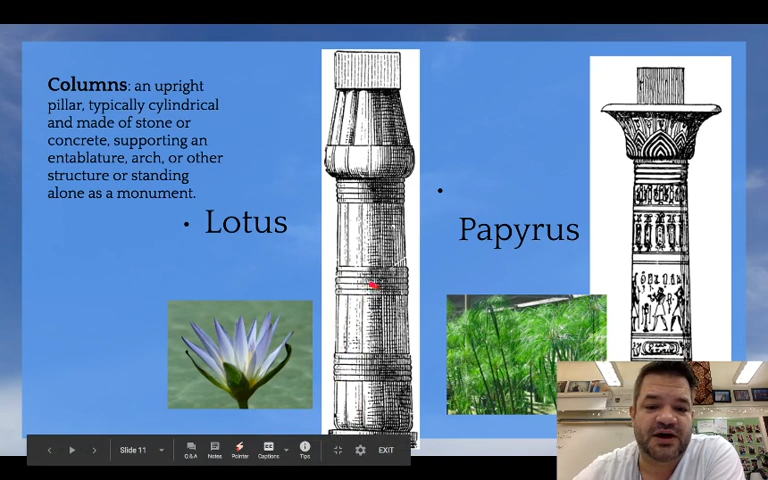 Columns: an upright
pillar, typically cylindrical
and made of stone or
concrete, supporting an
entablature, arch, or other
structure or standing
alone as a monument.
• Lotus
•
Papyrus
Slide 11
Q&A
Notes
Pointer
Captions
Tips
EXIT